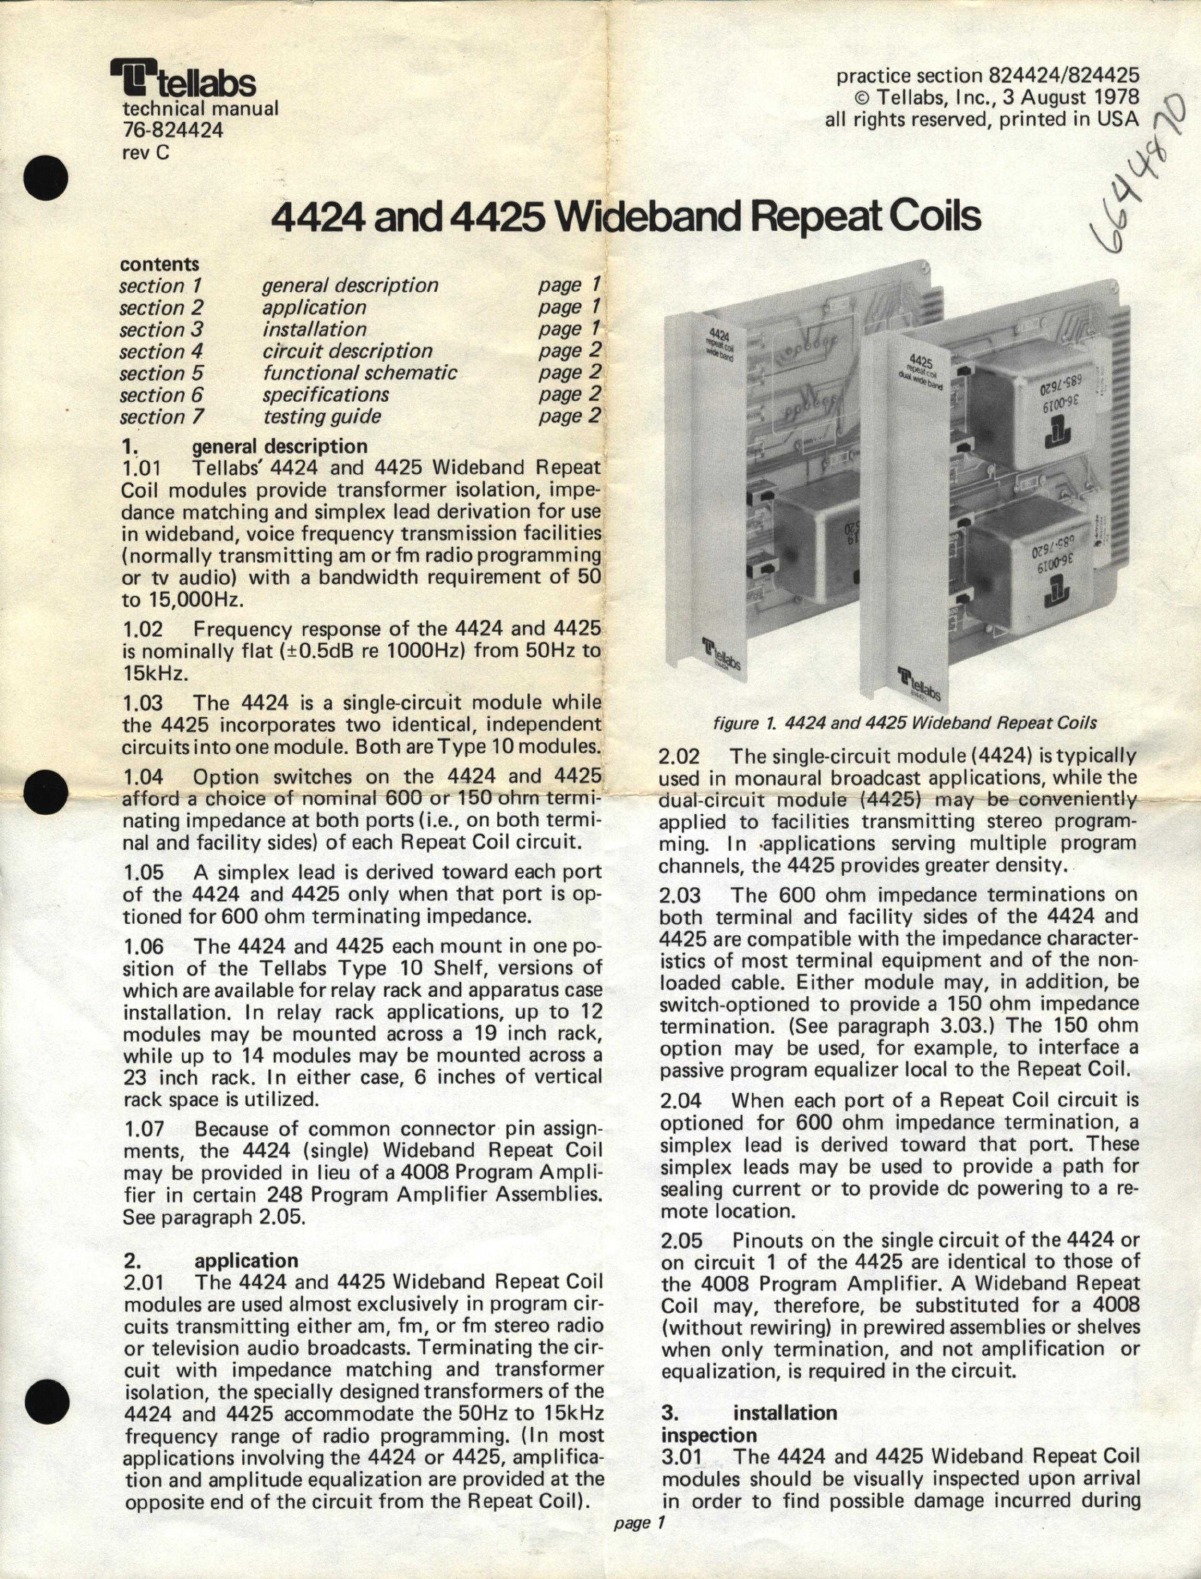 tellabs
technical manual
76-824424
rev C
practice section 824424/824425
© Tellabs, Inc., 3 August 1978
all rights reserved, printed in USA
6644870
4424 and 4425 Wideband Repeat Coils
contents
section 1 general description page 1
section 2 application page 1
section 3 installation page 1
section 4 circuit description page 2
section 5 functional schematic page 2
section 6 specifications page 2
section 7 testing guide page 2
1. general description
1.01 Tellabs' 4424 and 4425 Wideband Repeat
Coil modules provide transformer isolation, impe-
dance matching and simplex lead derivation for use
in wideband, voice frequency transmission facilities
(normally transmitting am or fm radio programming
or tv audio) with a bandwidth requirement of 50
to 15,000Hz.
1.02 Frequency response of the 4424 and 4425
is nominally flat (±0.5dB re 1000Hz) from 50Hz to
15kHz.
1.03 The 4424 is a single-circuit module while
the 4425 incorporates two identical, independent
circuits into one module. Both are Type 10 modules.
1.04 Option switches on the 4424 and 4425
afford a choice of nominal 600 or 150 ohm termi-
nating impedance at both ports (i.e., on both termi-
nal and facility sides) of each Repeat Coil circuit.
1.05 A simplex lead is derived toward each port
of the 4424 and 4425 only when that port is op-
tioned for 600 ohm terminating impedance.
1.06 The 4424 and 4425 each mount in one po-
sition of the Tellabs Type 10 Shelf, versions of
which are available for relay rack and apparatus case
installation. In relay rack applications, up to 12
modules may be mounted across a 19 inch rack,
while up to 14 modules may be mounted across a
23 inch rack. In either case, 6 inches of vertical
rack space is utilized.
1.07 Because of common connector pin assign-
ments, the 4424 (single) Wideband Repeat Coil
may be provided in lieu of a 4008 Program Ampli-
fier in certain 248 Program Amplifier Assemblies.
See paragraph 2.05.
2. application
2.01 The 4424 and 4425 Wideband Repeat Coil
modules are used almost exclusively in program cir-
cuits transmitting either am, fm, or fm stereo radio
or television audio broadcasts. Terminating the cir-
cuit with impedance matching and transformer
isolation, the specially designed transformers of the
4424 and 4425 accommodate the 50Hz to 15kHz
frequency range of radio programming. (In most
applications involving the 4424 or 4425, amplifica-
tion and amplitude equalization are provided at the
opposite end of the circuit from the Repeat Coil).
4424
repeat coil
wide band
tellabs
4425
repeat coil
dual wide band
tellabs
685-7620
36-0019
685-7620
36-0019
figure 1. 4424 and 4425 Wideband Repeat Coils
2.02 The single-circuit module (4424) is typically
used in monaural broadcast applications, while the
dual-circuit module (4425) may be conveniently
applied to facilities transmitting stereo program-
ming. In applications serving multiple program
channels, the 4425 provides greater density.
2.03 The 600 ohm impedance terminations on
both terminal and facility sides of the 4424 and
4425 are compatible with the impedance character-
istics of most terminal equipment and of the non-
loaded cable. Either module may, in addition, be
switch-optioned to provide a 150 ohm impedance
termination. (See paragraph 3.03.) The 150 ohm
option may be used, for example, to interface a
passive program equalizer local to the Repeat Coil.
2.04 When each port of a Repeat Coil circuit is
optioned for 600 ohm impedance termination, a
simplex lead is derived toward that port. These
simplex leads may be used to provide a path for
sealing current or to provide dc powering to a re-
mote location.
2.05 Pinouts on the single circuit of the 4424 or
on circuit 1 of the 4425 are identical to those of
the 4008 Program Amplifier. A Wideband Repeat
Coil may, therefore, be substituted for a 4008
(without rewiring) in prewired assemblies or shelves
when only termination, and not amplification or
equalization, is required in the circuit.
3. installation
inspection
3.01 The 4424 and 4425 Wideband Repeat Coil
modules should be visually inspected upon arrival
in order to find possible damage incurred during
page 1